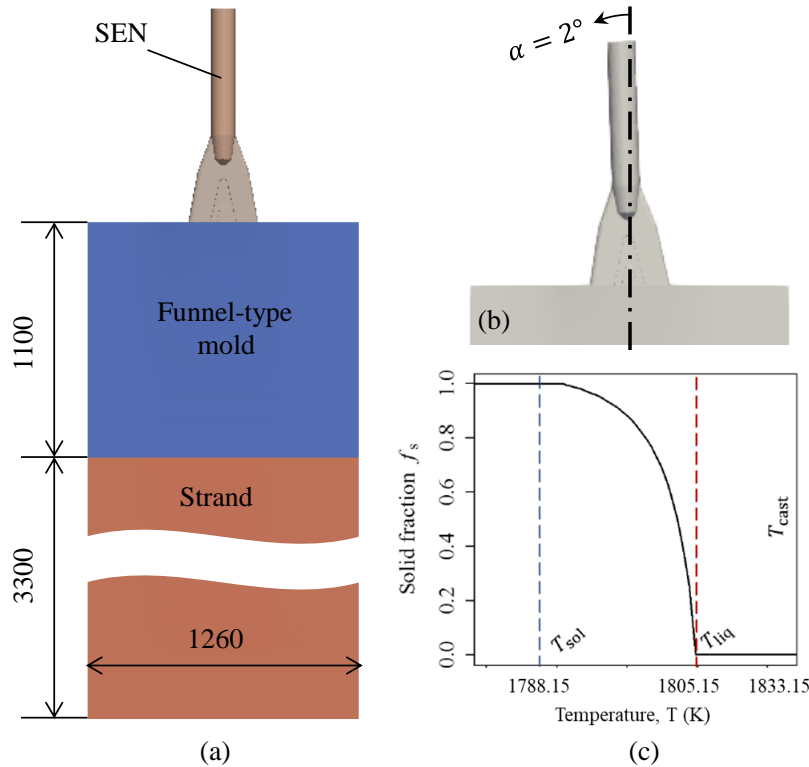 SEN
1100
Funnel-type
mold
3300
Strand
1260
(a)
α = 2°
(b)
Solid fraction fs
1.0
0.8
0.6
0.4
0.2
0.0
Tsol
Tliq
Tcast
1788.15 1805.15 1833.15
Temperature, T (K)
(c)